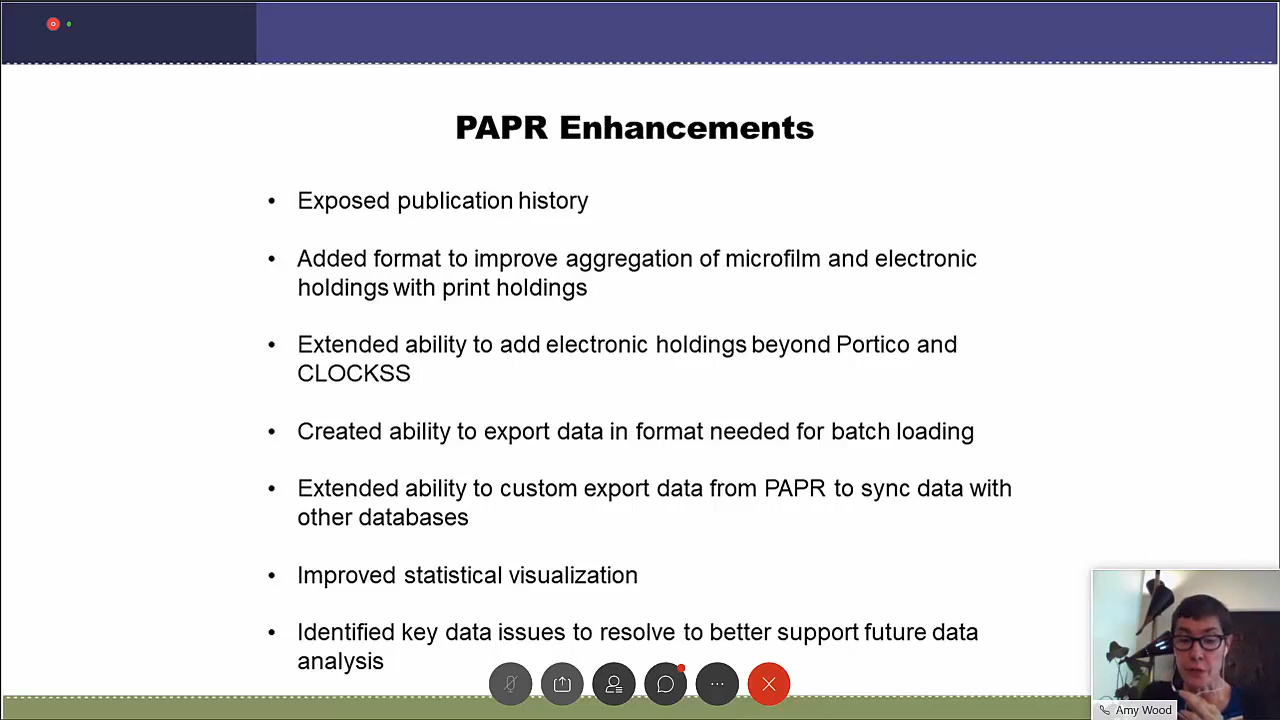 PAPR Enhancements
• Exposed publication history
• Added format to improve aggregation of microfilm and electronic
holdings with print holdings
• Extended ability to add electronic holdings beyond Portico and
CLOCKSS
• Created ability to export data in format needed for batch loading
• Extended ability to custom export data from PAPR to sync data with
other databases
• Improved statistical visualization
• Identified key data issues to resolve to better support future data
analysis
Amy Wood